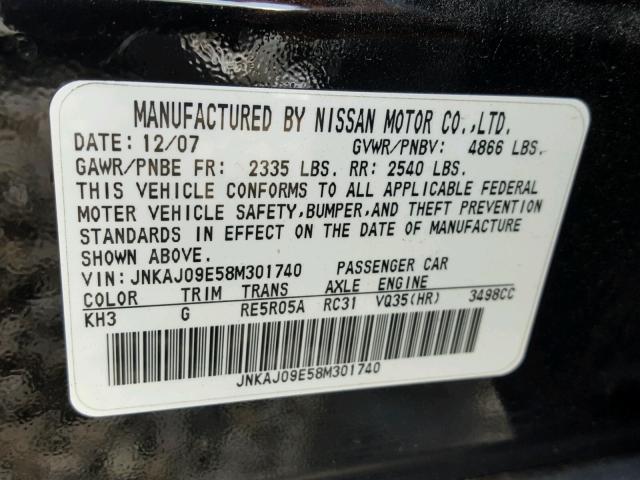 MANUFACTURED BY NISSAN MOTOR CO.,LTD.
DATE: 12/07 GVWR/PNBV: 4866 LBS.
GAWR/PNBE FR: 2335 LBS. RR: 2540 LBS.
THIS VEHICLE CONFORMS TO ALL APPLICABLE FEDERAL
MOTER VEHICLE SAFETY,BUMPER,AND THEFT PREVENTION
STANDARDS IN EFFECT ON THE DATE OF MANUFACTURE
SHOWN ABOVE.
VIN:JNKAJ09E58M301740 PASSENGER CAR
COLOR TRIM TRANS AXLE ENGINE
KH3 G RE5R05A RC31 VQ35(HR) 3498CC
JNKAJ09E58M301740